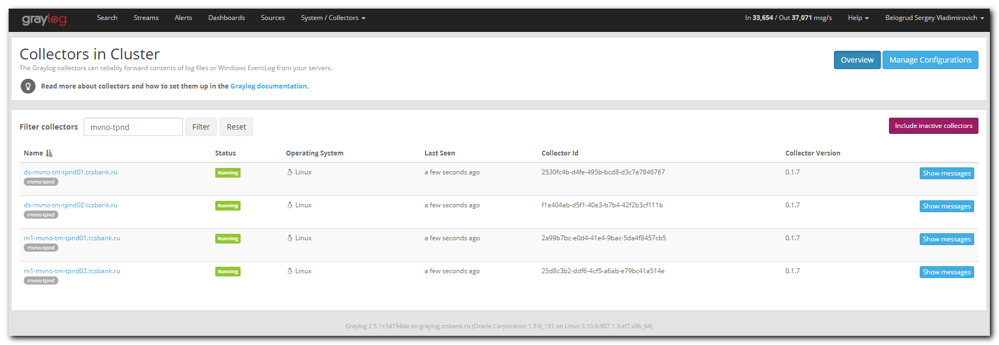 graylog Search Streams Alerts Dashboards Sources System / Collectors In 33,654 / Out 37,071 msg/s Help Belogrud Sergey Vladimirovich
Collectors in Cluster
Overview Manage Configurations
The Graylog collectors can reliably forward contents of log files or Windows EventLog from your servers.
Read more about collectors and how to set them up in the Graylog documentation.
Filter collectors mvno-tpnd Filter Reset Include inactive collectors
Name Status Operating System Last Seen Collector Id Collector Version
ds-mvno-tm-tpnd01.tcsbank.ru Running Linux a few seconds ago 2530fc4b-d4fe-495b-bcd8-d3c7e7846767 0.1.7 Show messages
mvno-tpnd
ds-mvno-tm-tpnd02.tcsbank.ru Running Linux a few seconds ago f1e404ab-d5f1-40e3-b7b4-42f2b3cf111b 0.1.7 Show messages
mvno-tpnd
m1-mvno-tm-tpnd01.tcsbank.ru Running Linux a few seconds ago 2a99b7bc-e0d4-41e4-9bac-5da4f8457cb5 0.1.7 Show messages
mvno-tpnd
m1-mvno-tm-tpnd02.tcsbank.ru Running Linux a few seconds ago 25d8c3b2-ddf6-4cf5-a6ab-e79bc41a514e 0.1.7 Show messages
mvno-tpnd
Graylog 2.5.1+34194da on graylog.tcsbank.ru (Oracle Corporation 1.8.0_191 on Linux 3.10.0-957.1.3.el7.x86_64)